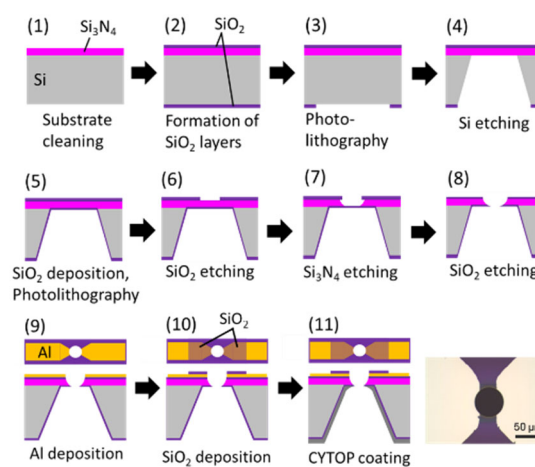 (1)
Si3N4
Si
Substrate
cleaning
(2)
SiO2
Formation of
SiO2 layers
(3)
Photo-
lithography
(4)
Si etching
(5)
SiO2 deposition,
Photolithography
(6)
SiO2 etching
(7)
Si3N4 etching
(8)
SiO2 etching
(9)
Al
Al deposition
(10)
SiO2
SiO2 deposition
(11)
CYTOP coating
50 μm